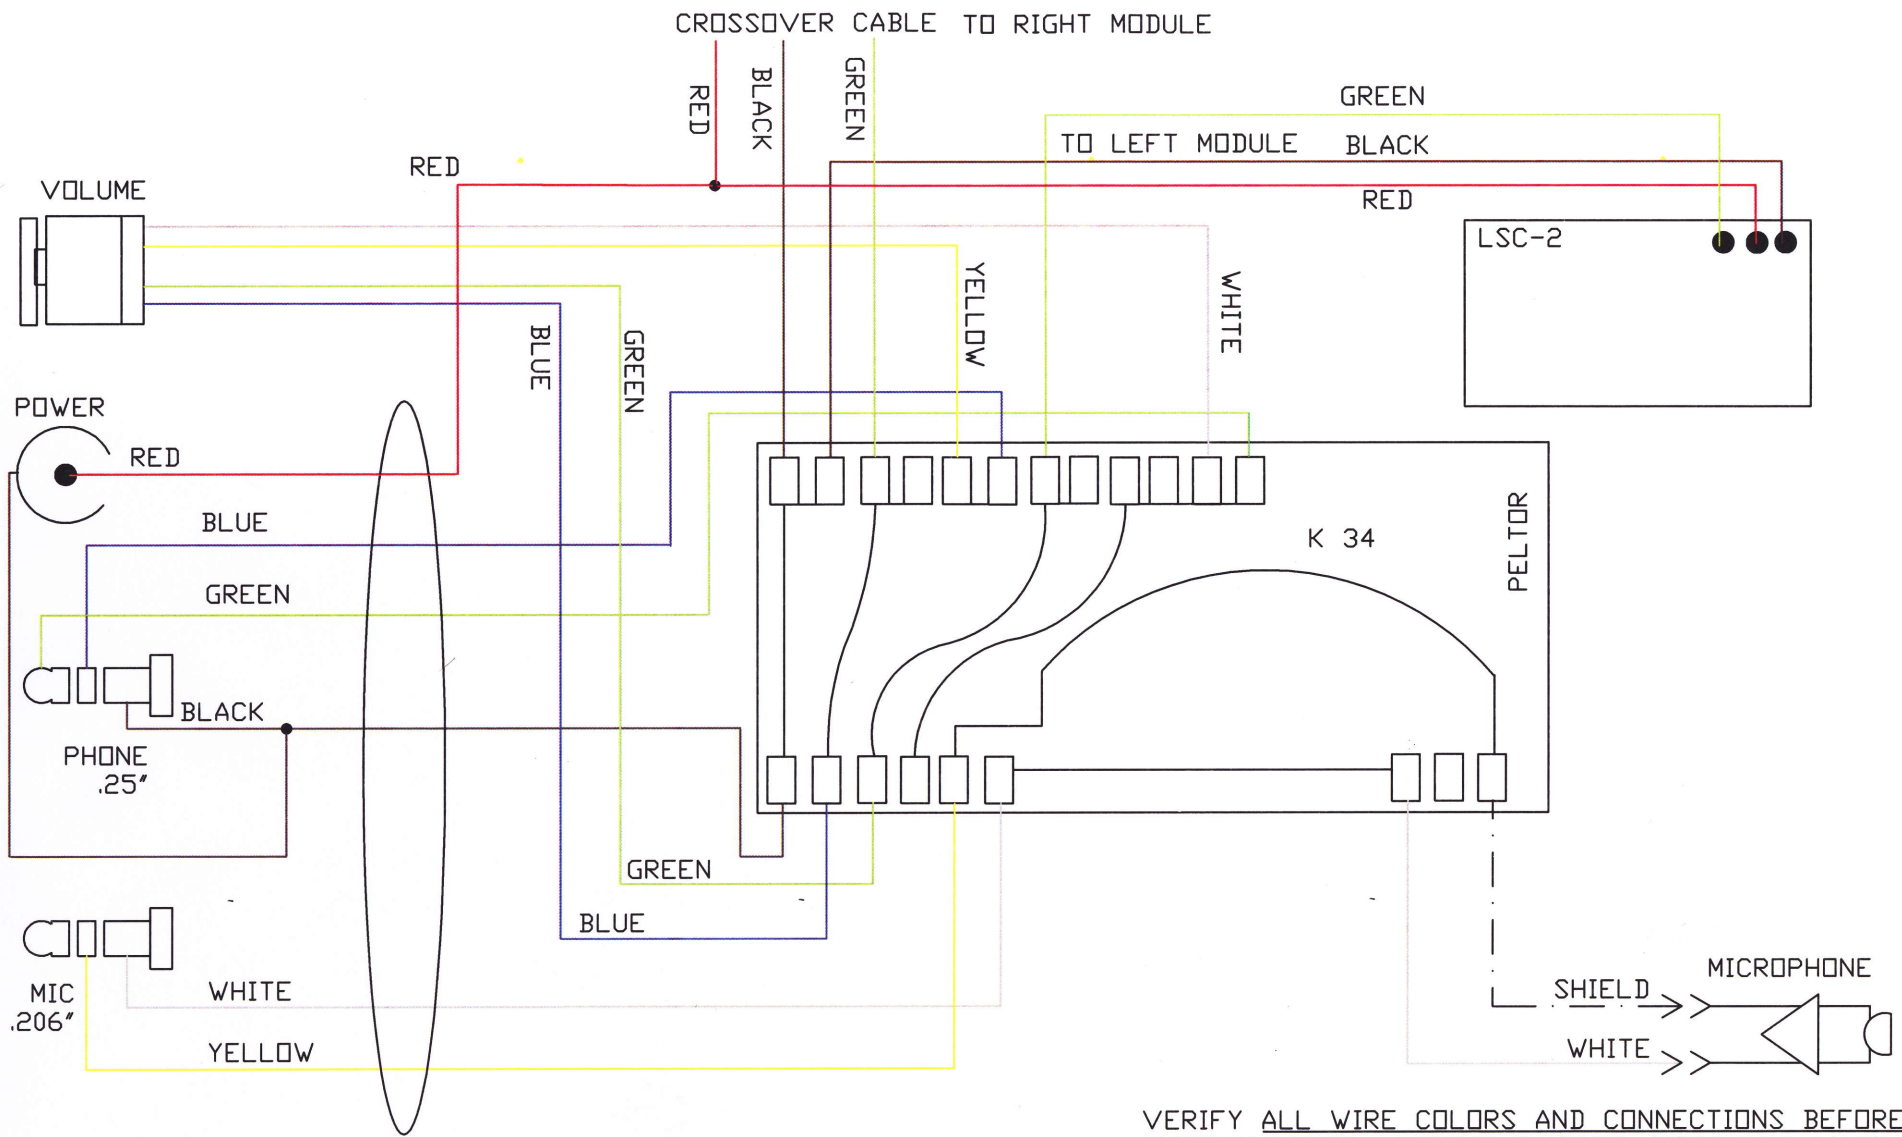 CROSSOVER CABLE TO RIGHT MODULE
RED
BLACK
GREEN
GREEN
TO LEFT MODULE
BLACK
RED
RED
VOLUME
LSC-2
YELLOW
WHITE
BLUE
GREEN
POWER
RED
BLUE
GREEN
K 34
PELTOR
BLACK
PHONE
.25"
GREEN
BLUE
MIC
.206"
WHITE
YELLOW
MICROPHONE
SHIELD
WHITE
VERIFY ALL WIRE COLORS AND CONNECTIONS BEFORE